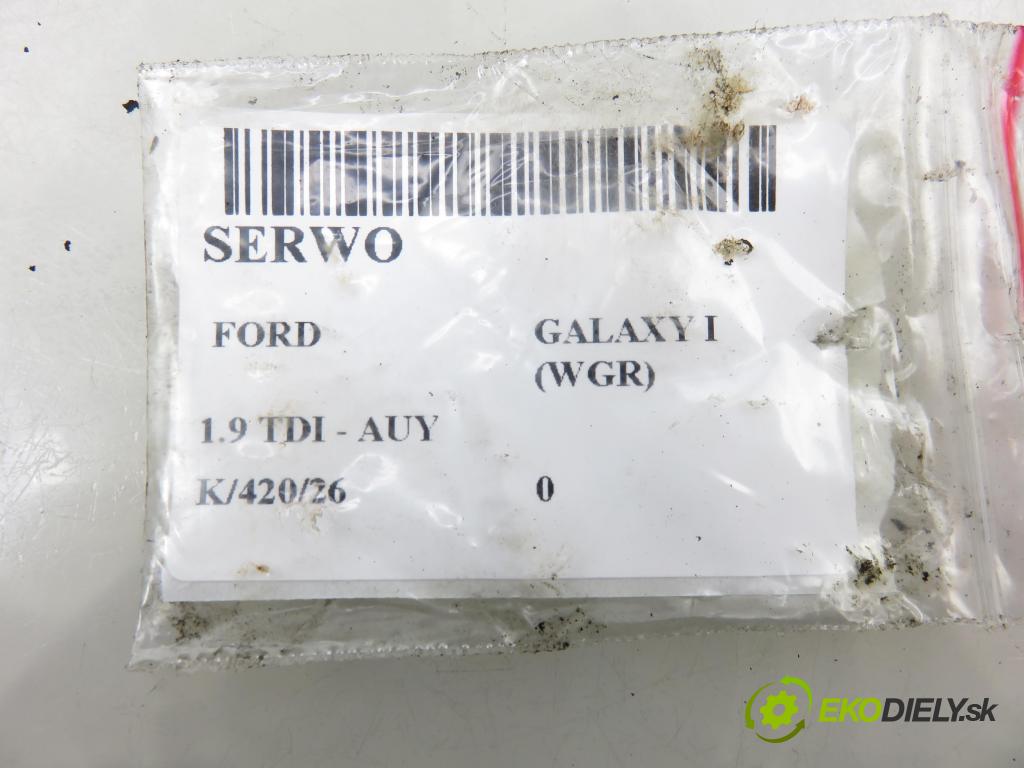 SERWO
FORD GALAXY I
(WGR)
1.9 TDI - AUY
K/420/26 0
EKODIELY.sk